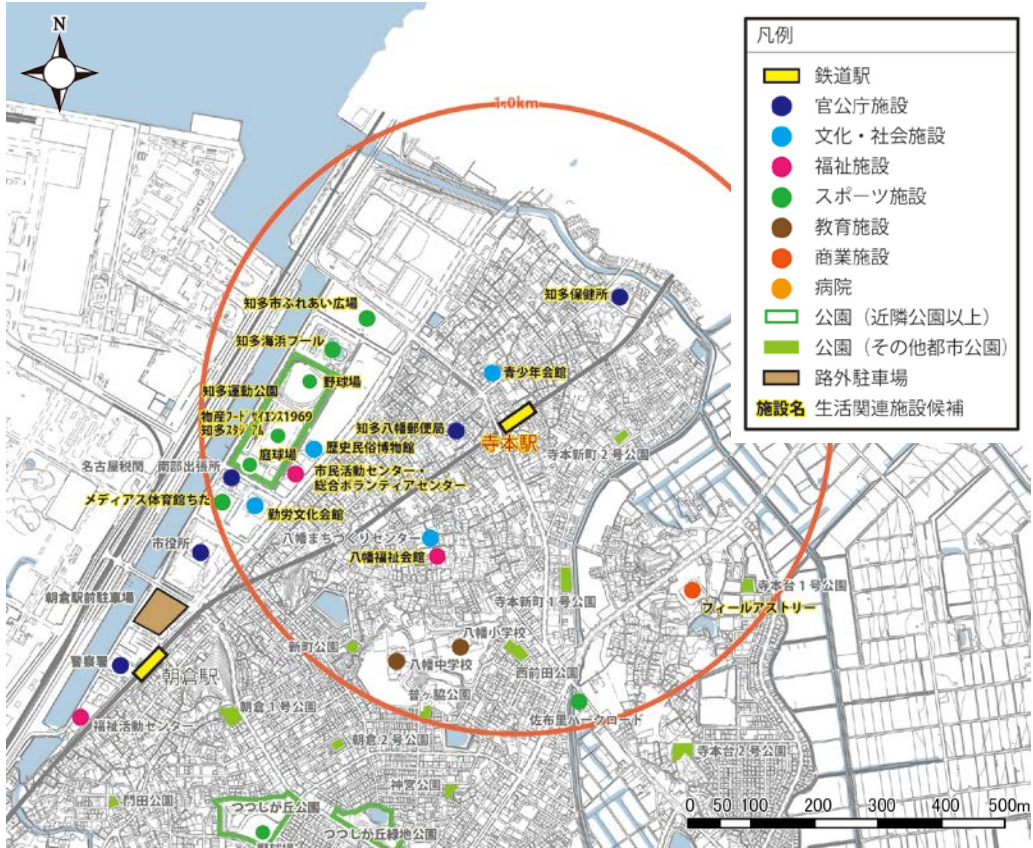 N
1.0km
凡例
鉄道駅
官公庁施設
文化・社会施設
福祉施設
スポーツ施設
教育施設
商業施設
病院
公園（近隣公園以上）
公園（その他都市公園）
路外駐車場
施設名 生活関連施設候補
知多保健所
知多市ふれあい広場
知多海浜プール
青少年会館
知多運動公園
野球場
物産フードサイエンス1969
知多スタジアム
知多八幡郵便局
寺本駅
寺本新町2号公園
歴史民俗博物館
庭球場
名古屋税関 南部出張所
市民活動センター・
総合ボランティアセンター
メディアス体育館ちた
勤労文化会館
八幡まちづくりセンター
市役所
八幡福祉会館
朝倉駅前駐車場
寺本新町1号公園
寺本台1号公園
フィールアストリー
八幡小学校
新町公園
八幡中学校
西前田公園
警察署
朝倉駅
普ヶ脇公園
福祉活動センター
朝倉1号公園
佐布里パークロード
朝倉2号公園
寺本台2号公園
神宮公園
門田公園
つつじが丘公園
つつじが丘緑地公園
野球場
0 50 100 200 300 400 500m